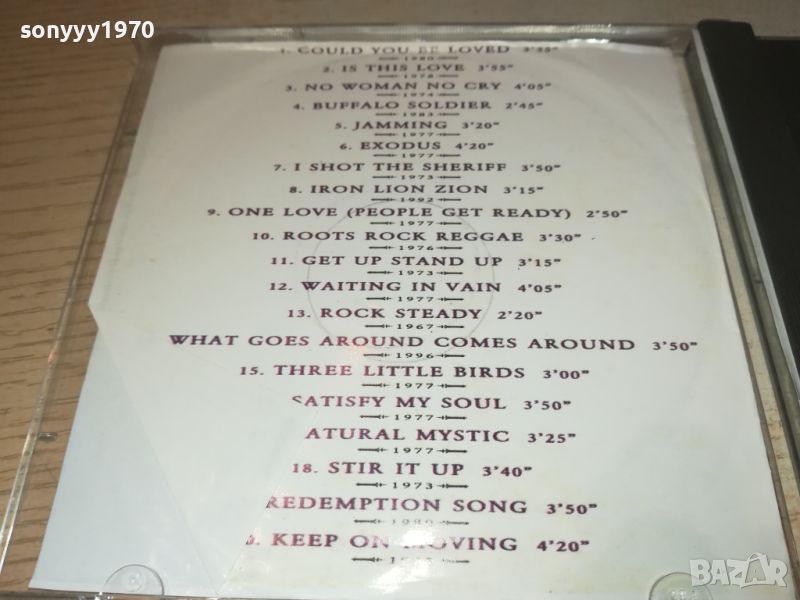 sonyyy1970
1. COULD YOU BE LOVED 3'55"
1980
2. IS THIS LOVE 3'55"
1978
3. NO WOMAN NO CRY 4'05"
1974
4. BUFFALO SOLDIER 2'45"
1983
5. JAMMING 3'20"
1977
6. EXODUS 4'20"
1977
7. I SHOT THE SHERIFF 3'50"
1973
8. IRON LION ZION 3'15"
1992
9. ONE LOVE (PEOPLE GET READY) 2'50"
1977
10. ROOTS ROCK REGGAE 3'30"
1976
11. GET UP STAND UP 3'15"
1973
12. WAITING IN VAIN 4'05"
1977
13. ROCK STEADY 2'20"
1967
WHAT GOES AROUND COMES AROUND 3'50"
1996
15. THREE LITTLE BIRDS 3'00"
1977
SATISFY MY SOUL 3'50"
1977
ATURAL MYSTIC 3'25"
1977
18. STIR IT UP 3'40"
1973
REDEMPTION SONG 3'50"
1980
KEEP ON MOVING 4'20"
BAZAR